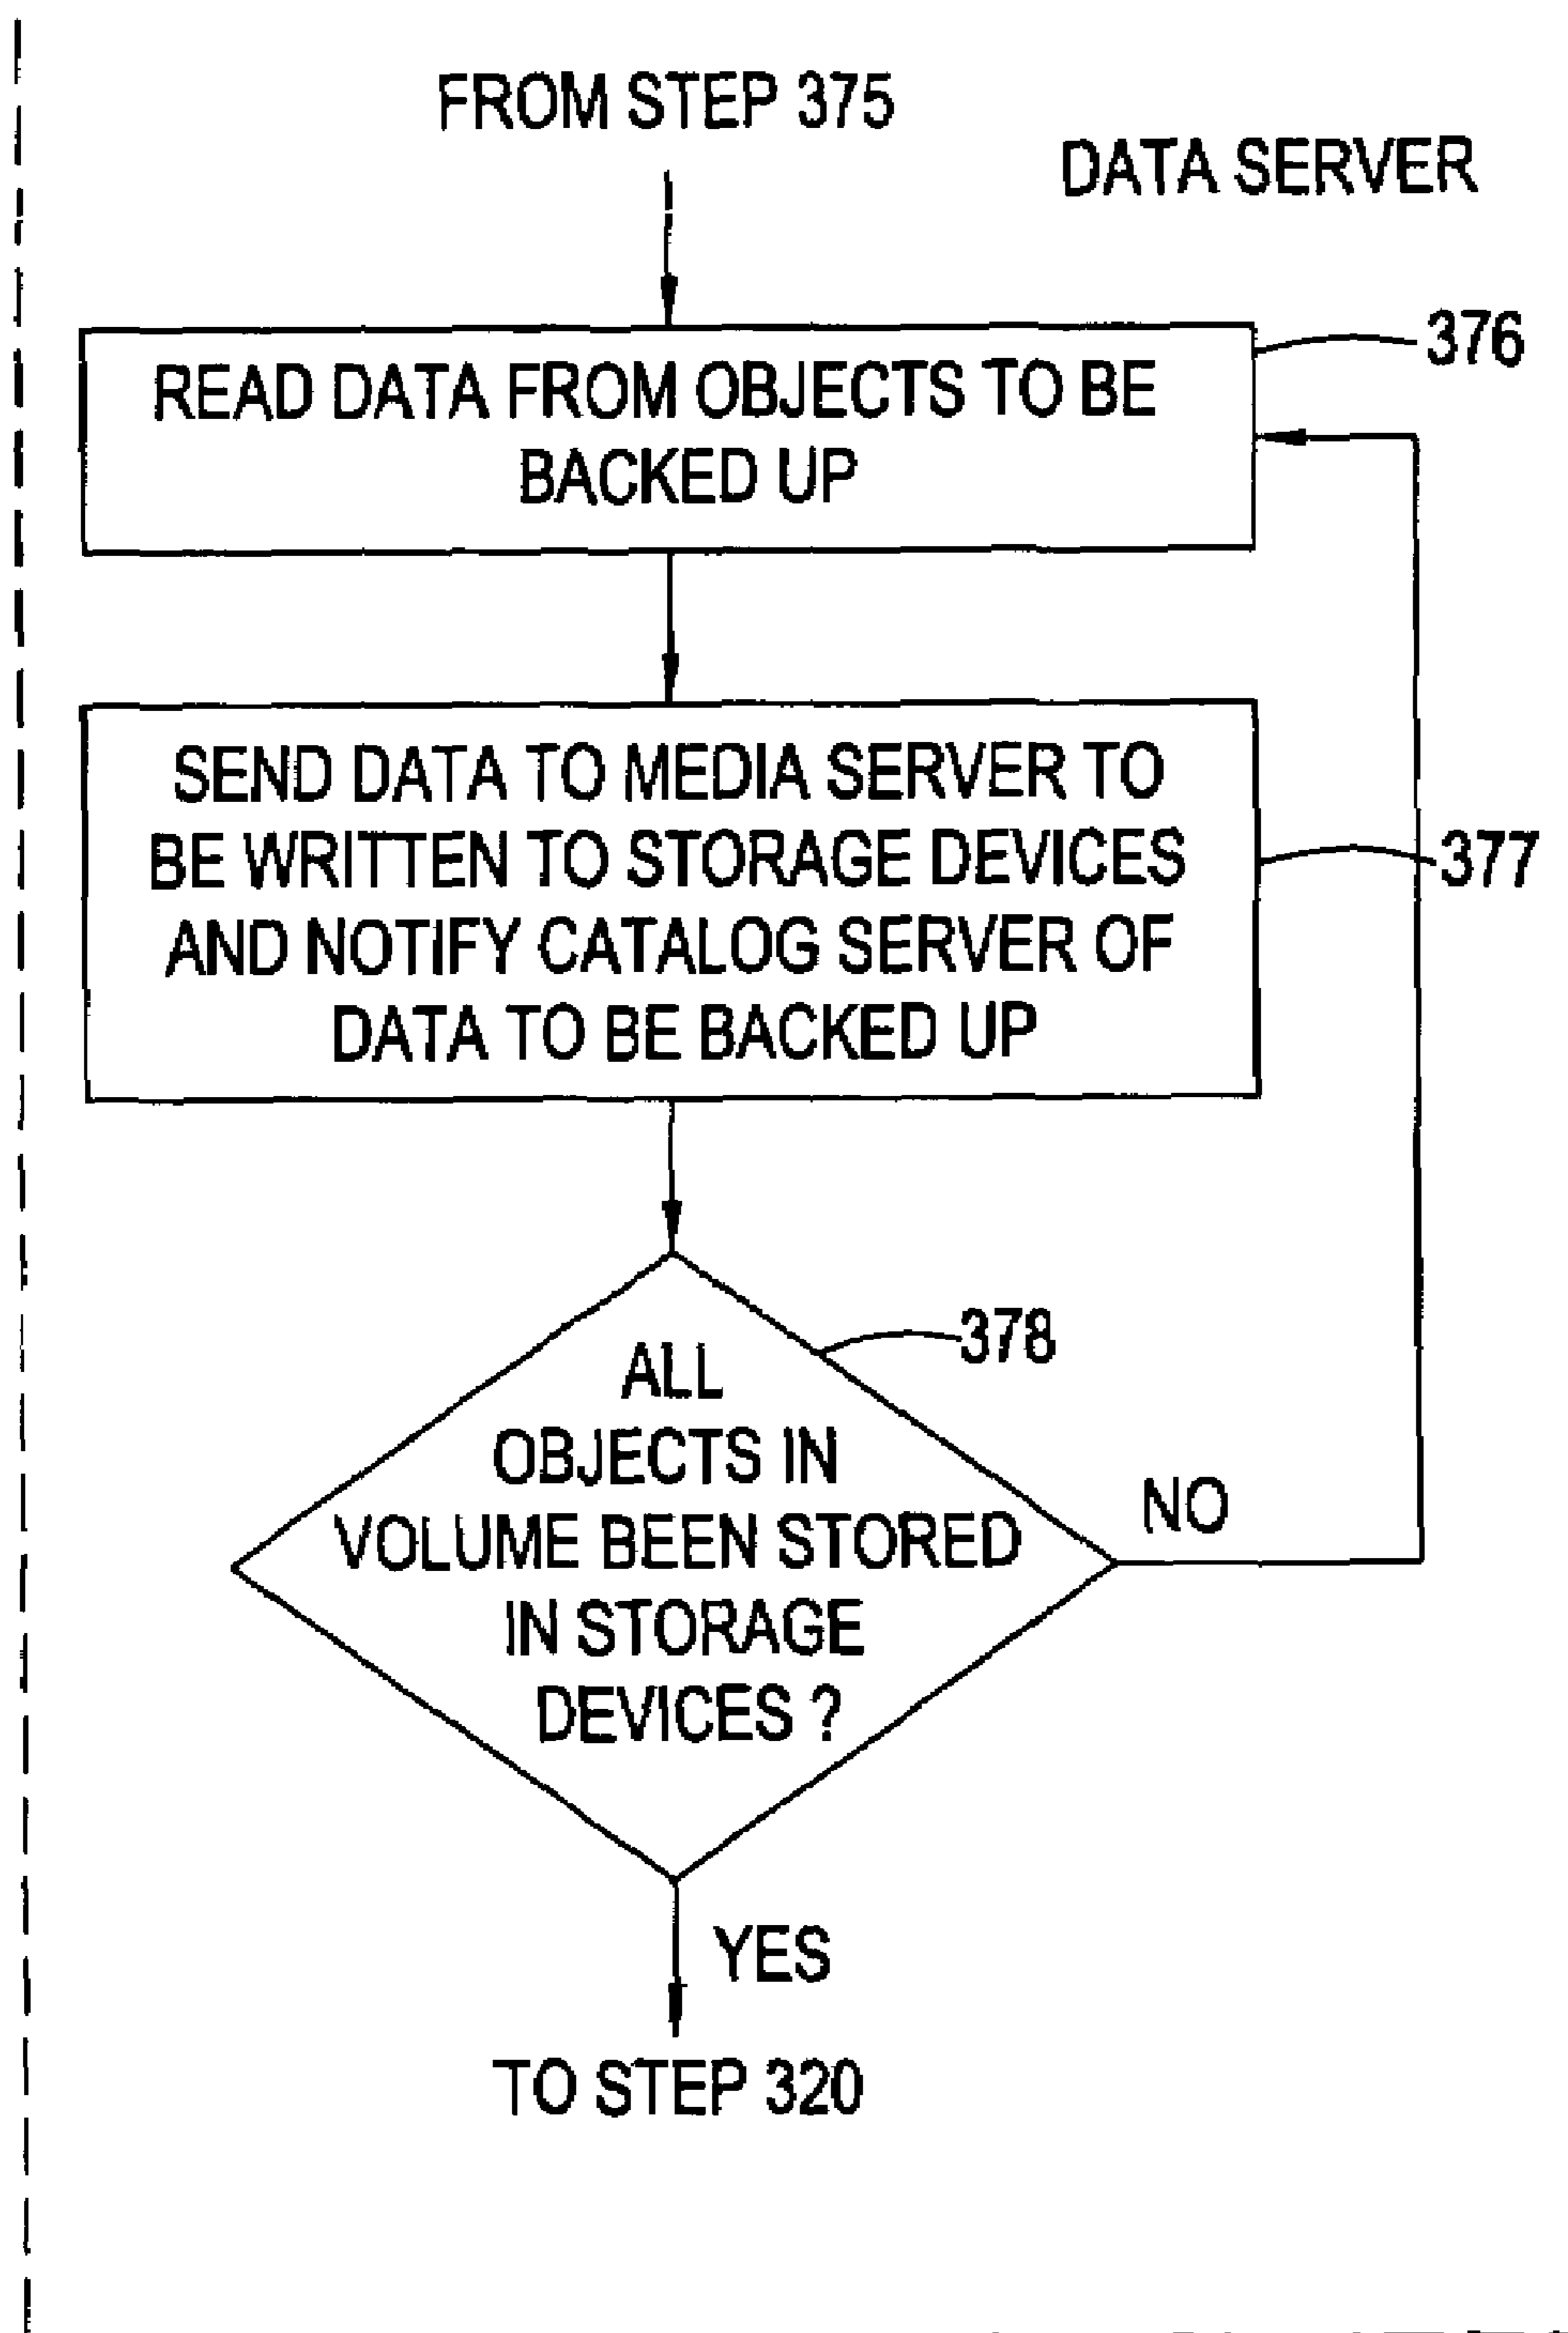 FROM STEP 375
DATA SERVER
376
READ DATA FROM OBJECTS TO BE
BACKED UP
SEND DATA TO MEDIA SERVER TO
BE WRITTEN TO STORAGE DEVICES
AND NOTIFY CATALOG SERVER OF
DATA TO BE BACKED UP
377
378
ALL
OBJECTS IN
VOLUME BEEN STORED
IN STORAGE
DEVICES ?
NO
YES
TO STEP 320